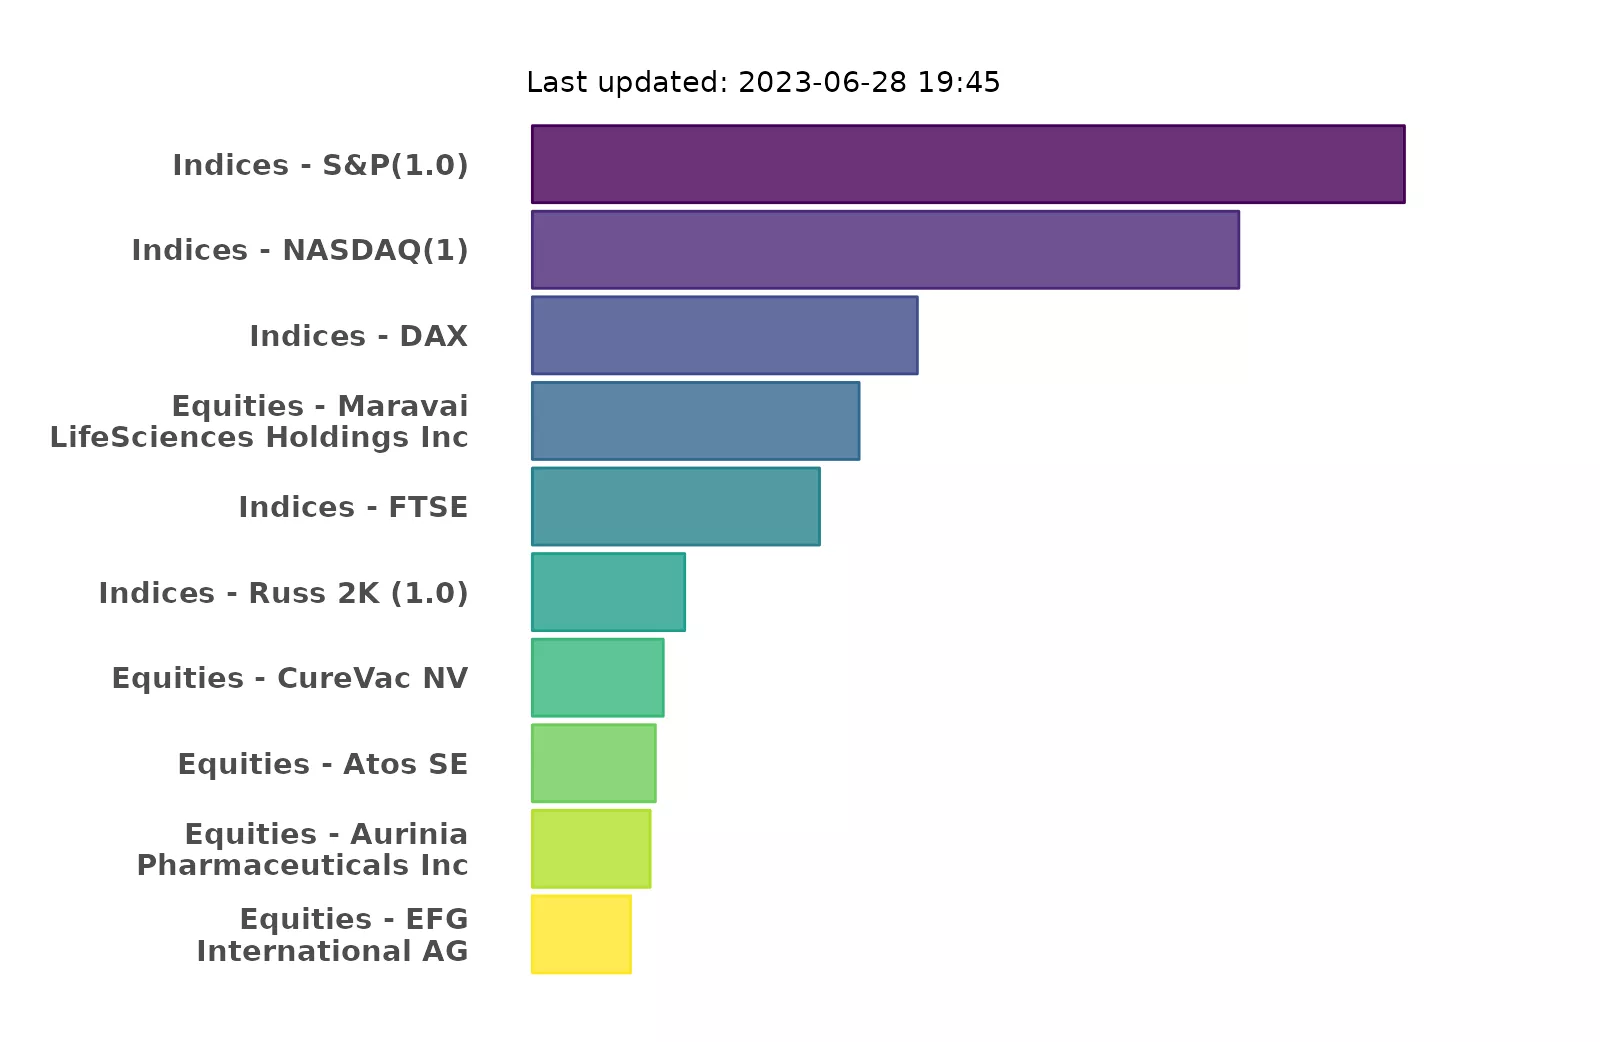 Last updated: 2023-06-28 19:45
Indices - S&P(1.0)
Indices - NASDAQ(1)
Indices - DAX
Equities - Maravai
LifeSciences Holdings Inc
Indices - FTSE
Indices - Russ 2K (1.0)
Equities - CureVac NV
Equities - Atos SE
Equities - Aurinia
Pharmaceuticals Inc
Equities - EFG
International AG